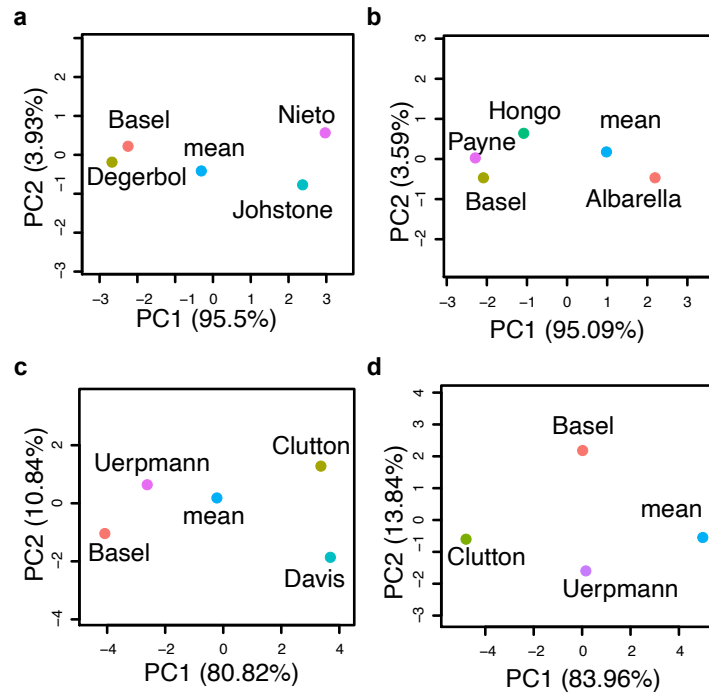 a
PC2 (3.93%)
2
1
0
−1
−2
−3
Basel
Degerbol
mean
Nieto
Johstone
−3 −2 −1 0 1 2 3
PC1 (95.5%)
b
PC2 (3.59%)
3
2
1
0
−1
−2
Hongo
Payne
Basel
mean
Albarella
−3 −2 −1 0 1 2 3
PC1 (95.09%)
c
PC2 (10.84%)
2
0
−2
−4
Clutton
Uerpmann
mean
Basel
Davis
−4 −2 0 2 4
PC1 (80.82%)
d
PC2 (13.84%)
4
3
2
1
0
−1
−2
−3
Basel
mean
Clutton
Uerpmann
−4 −2 0 2 4
PC1 (83.96%)